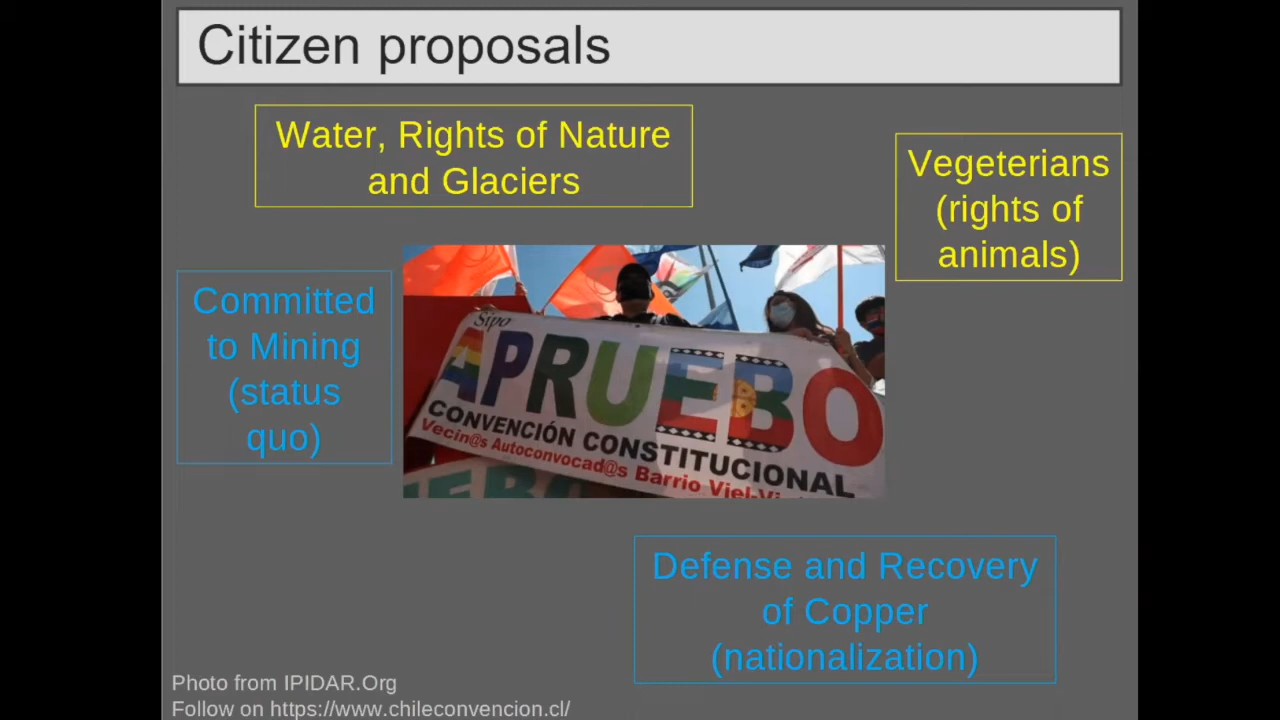 Citizen proposals
Water, Rights of Nature
and Glaciers
Vegeterians
(rights of
animals)
Committed
to Mining
(status
quo)
Sipo
APRUEBO
CONVENCIÓN CONSTITUCIONAL
Vecin@s Autoconvocad@s Barrio
Defense and Recovery
of Copper
(nationalization)
Photo from IPIDAR.Org
Follow on https://www.chileconvencion.cl/